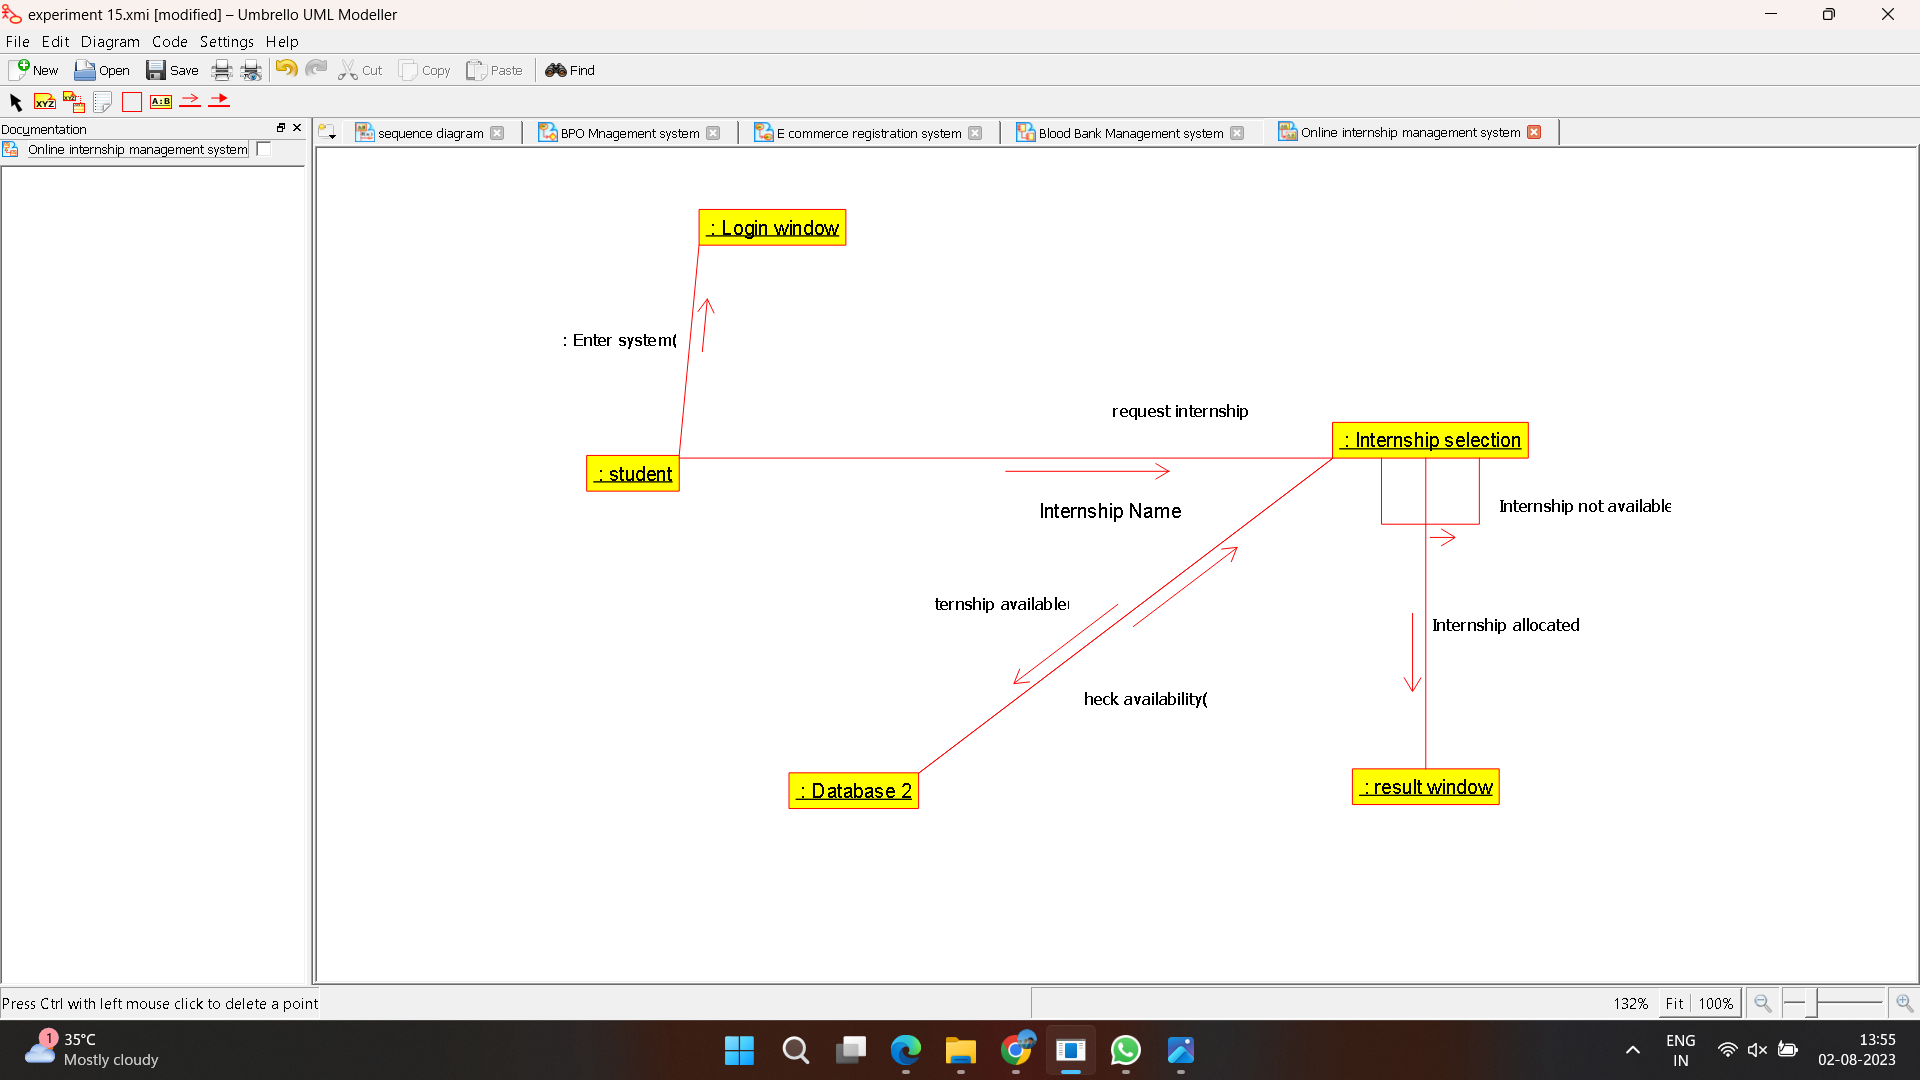 experiment 15.xmi [modified] – Umbrello UML Modeller
File Edit Diagram Code Settings Help
New Open Save Cut Copy Paste Find
XYZ XYZ A:B
Documentation
Online internship management system
sequence diagram BPO Mnagement system E commerce registration system Blood Bank Management system Online internship management system
: Login window
: Enter system(
request internship
: Internship selection
: student
Internship Name
Internship not available
ternship available(
Internship allocated
heck availability(
: Database 2
: result window
Press Ctrl with left mouse click to delete a point
132% Fit 100%
1
35°C
Mostly cloudy
ENG
IN
13:55
02-08-2023